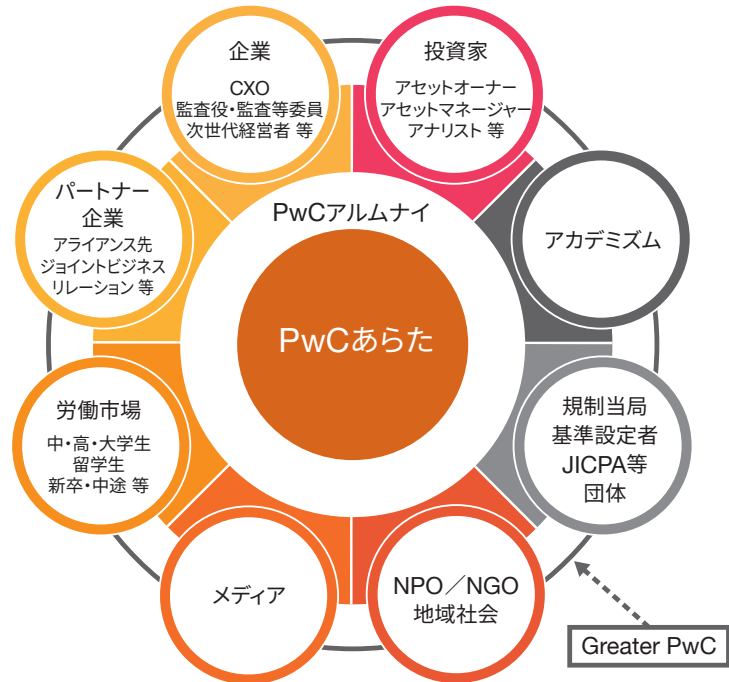 企業
CXO
監査役・監査等委員
次世代経営者 等
投資家
アセットオーナー
アセットマネージャー
アナリスト 等
パートナー
企業
アライアンス先
ジョイントビジネス
リレーション 等
PwCアルムナイ
アカデミズム
PwCあらた
労働市場
中・高・大学生
留学生
新卒・中途 等
規制当局
基準設定者
JICPA等
団体
メディア
NPO／NGO
地域社会
Greater PwC